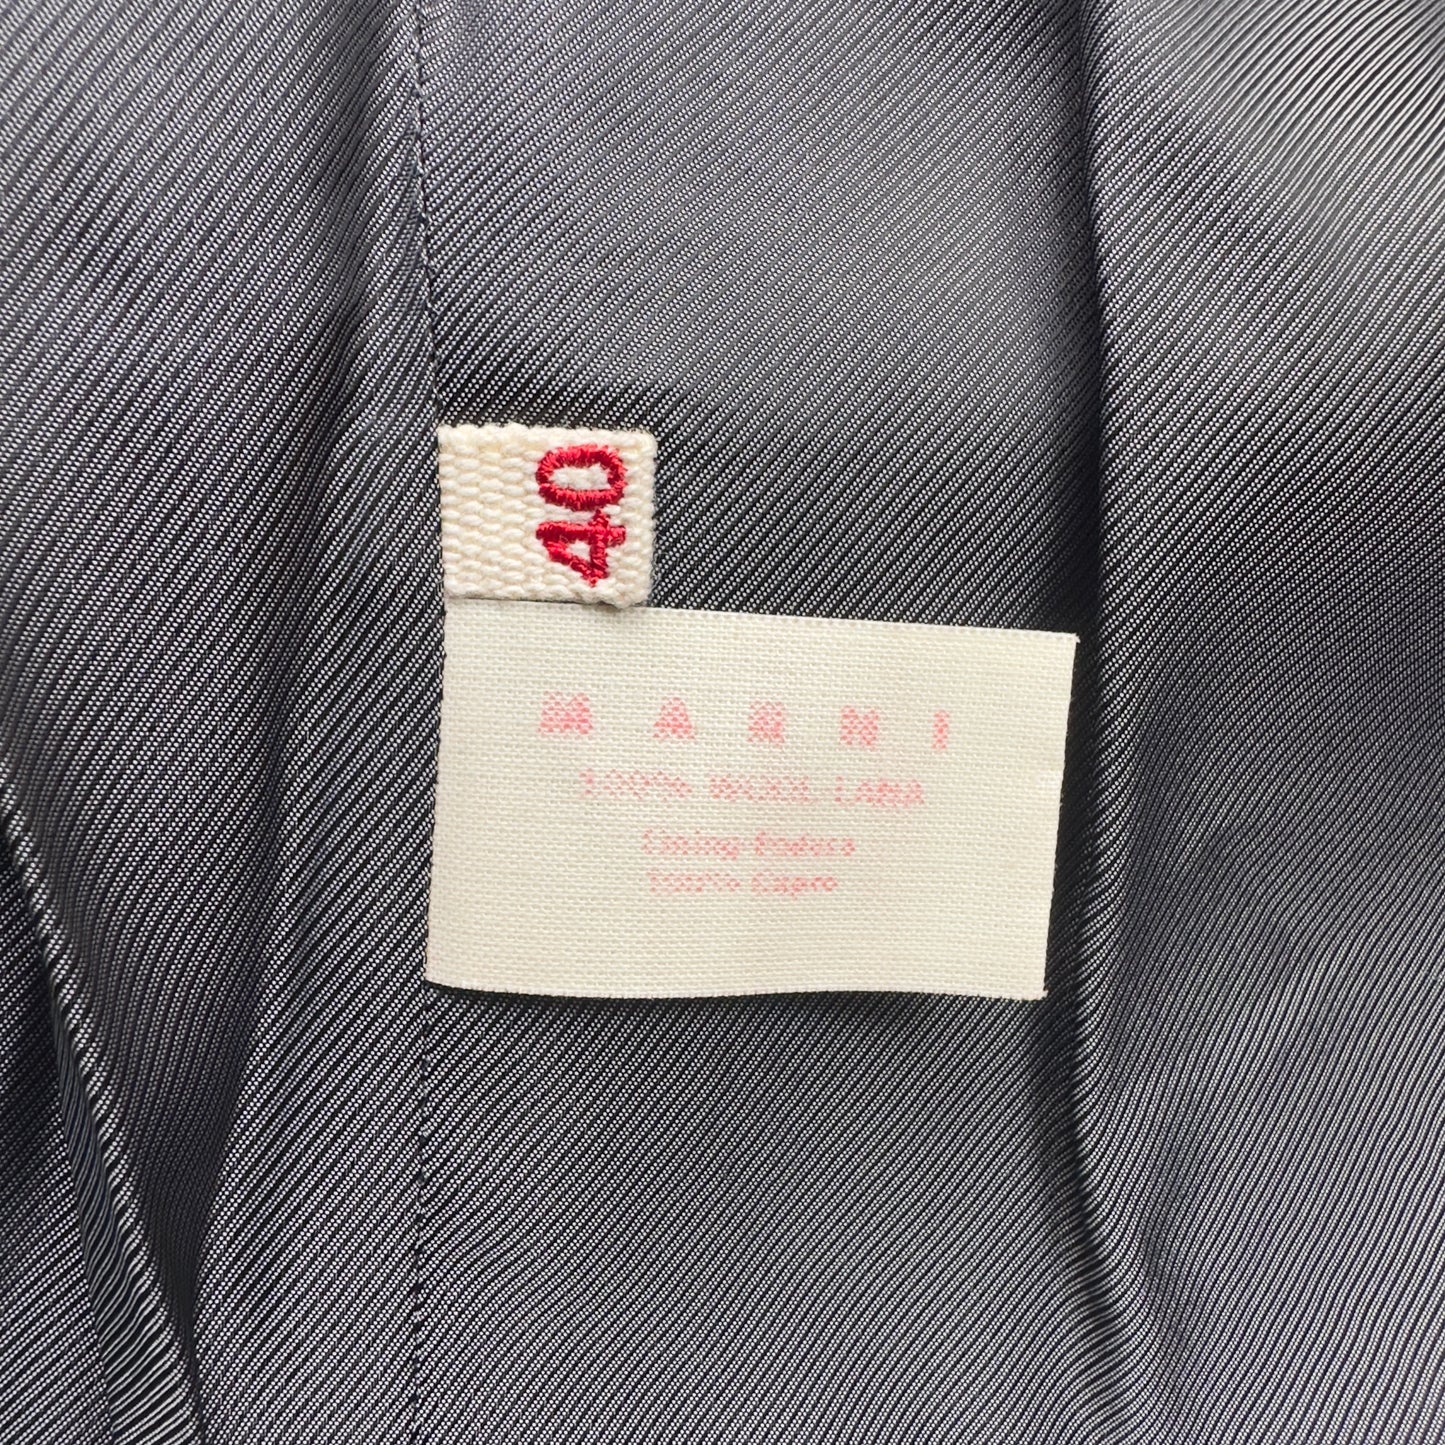 40
MARNI
100% WOOL LANA
Lining-Fodera
100% Cupro